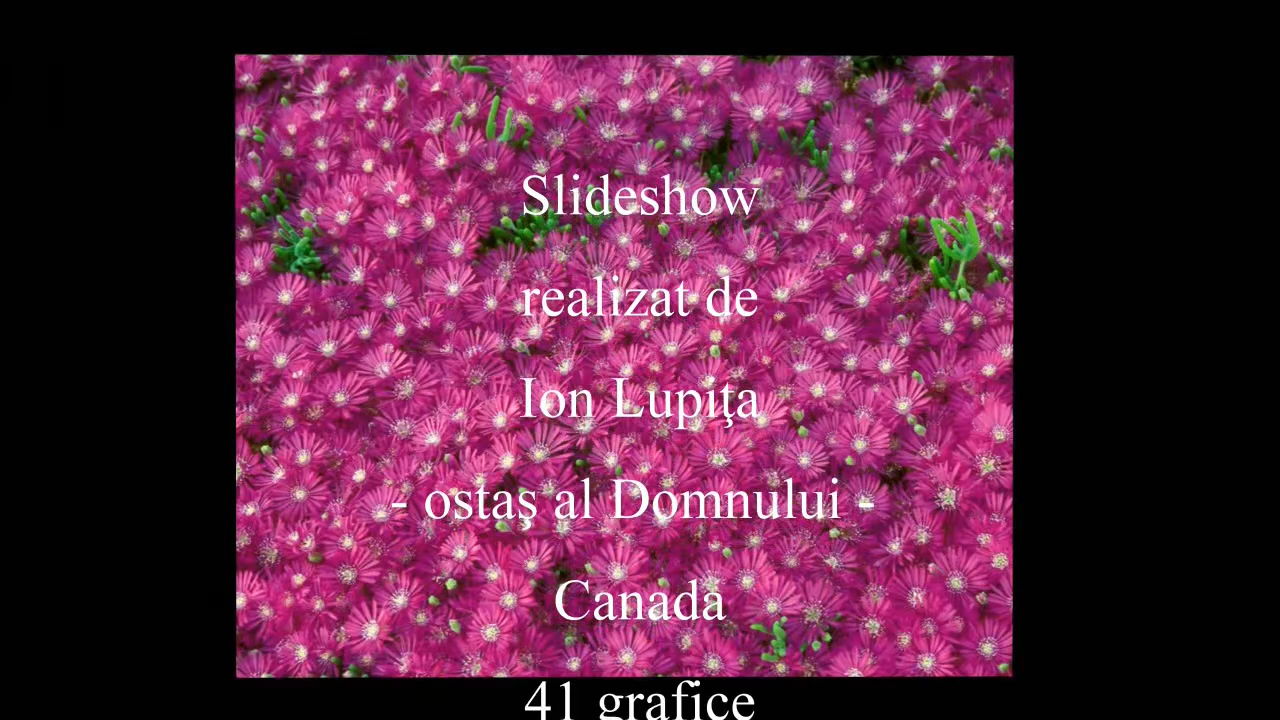 Slideshow
realizat de
Ion Lupiţa
- ostaş al Domnului -
Canada
41 grafice